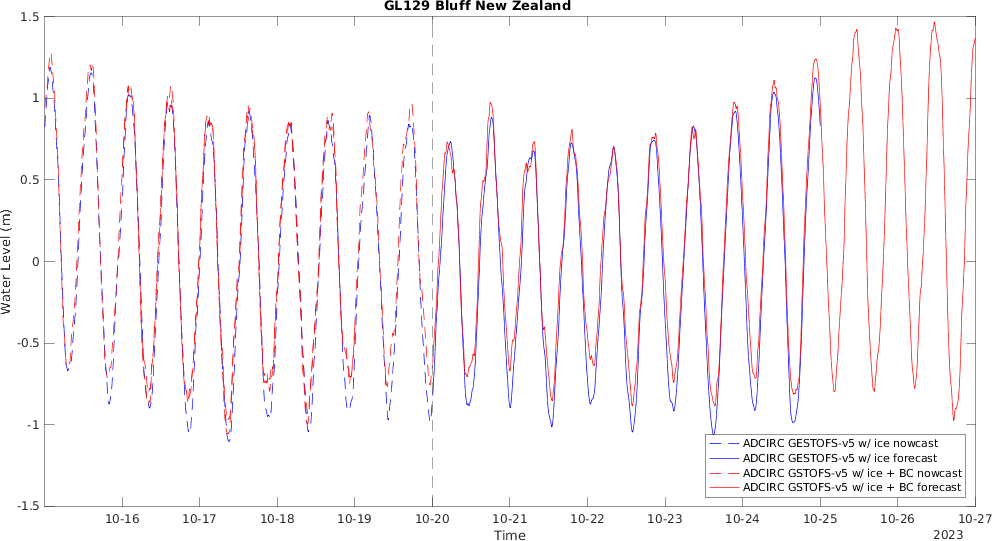 GL129 Bluff New Zealand
1.5
1
0.5
0
-0.5
-1
-1.5
Water Level (m)
10-16 10-17 10-18 10-19 10-20 10-21 10-22 10-23 10-24 10-25 10-26 10-27
Time
2023
ADCIRC GESTOFS-v5 w/ ice nowcast
ADCIRC GESTOFS-v5 w/ ice forecast
ADCIRC GSTOFS-v5 w/ ice + BC nowcast
ADCIRC GSTOFS-v5 w/ ice + BC forecast